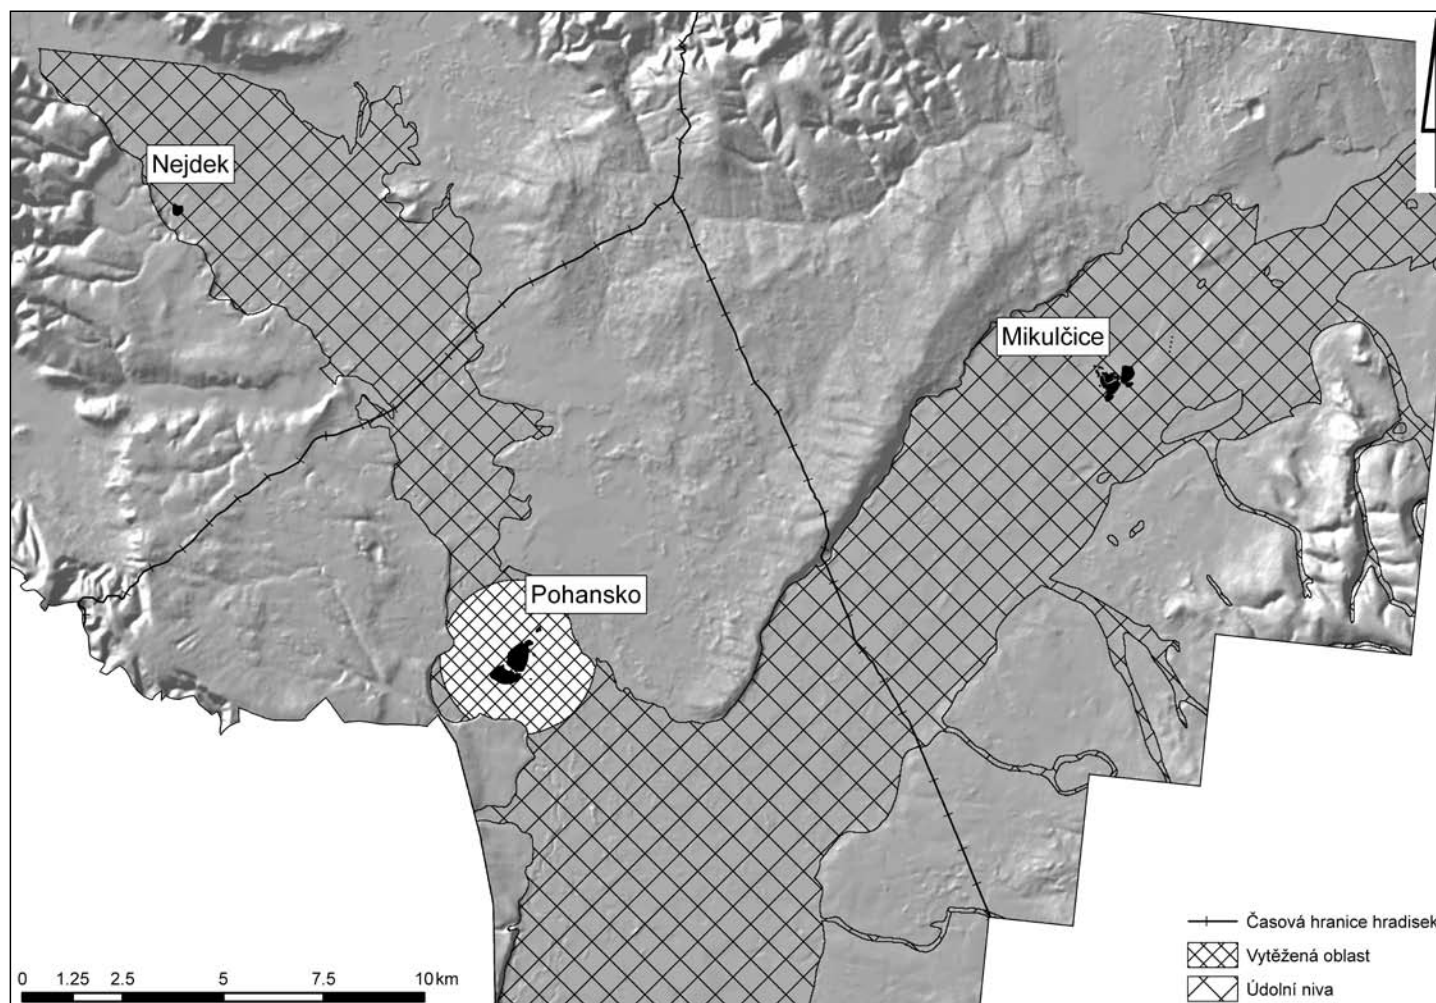 Nejdek
Mikulčice
Pohansko
Časová hranice hradisek
Vytěžená oblast
Údolní niva
0 1.25 2.5 5 7.5 10 km